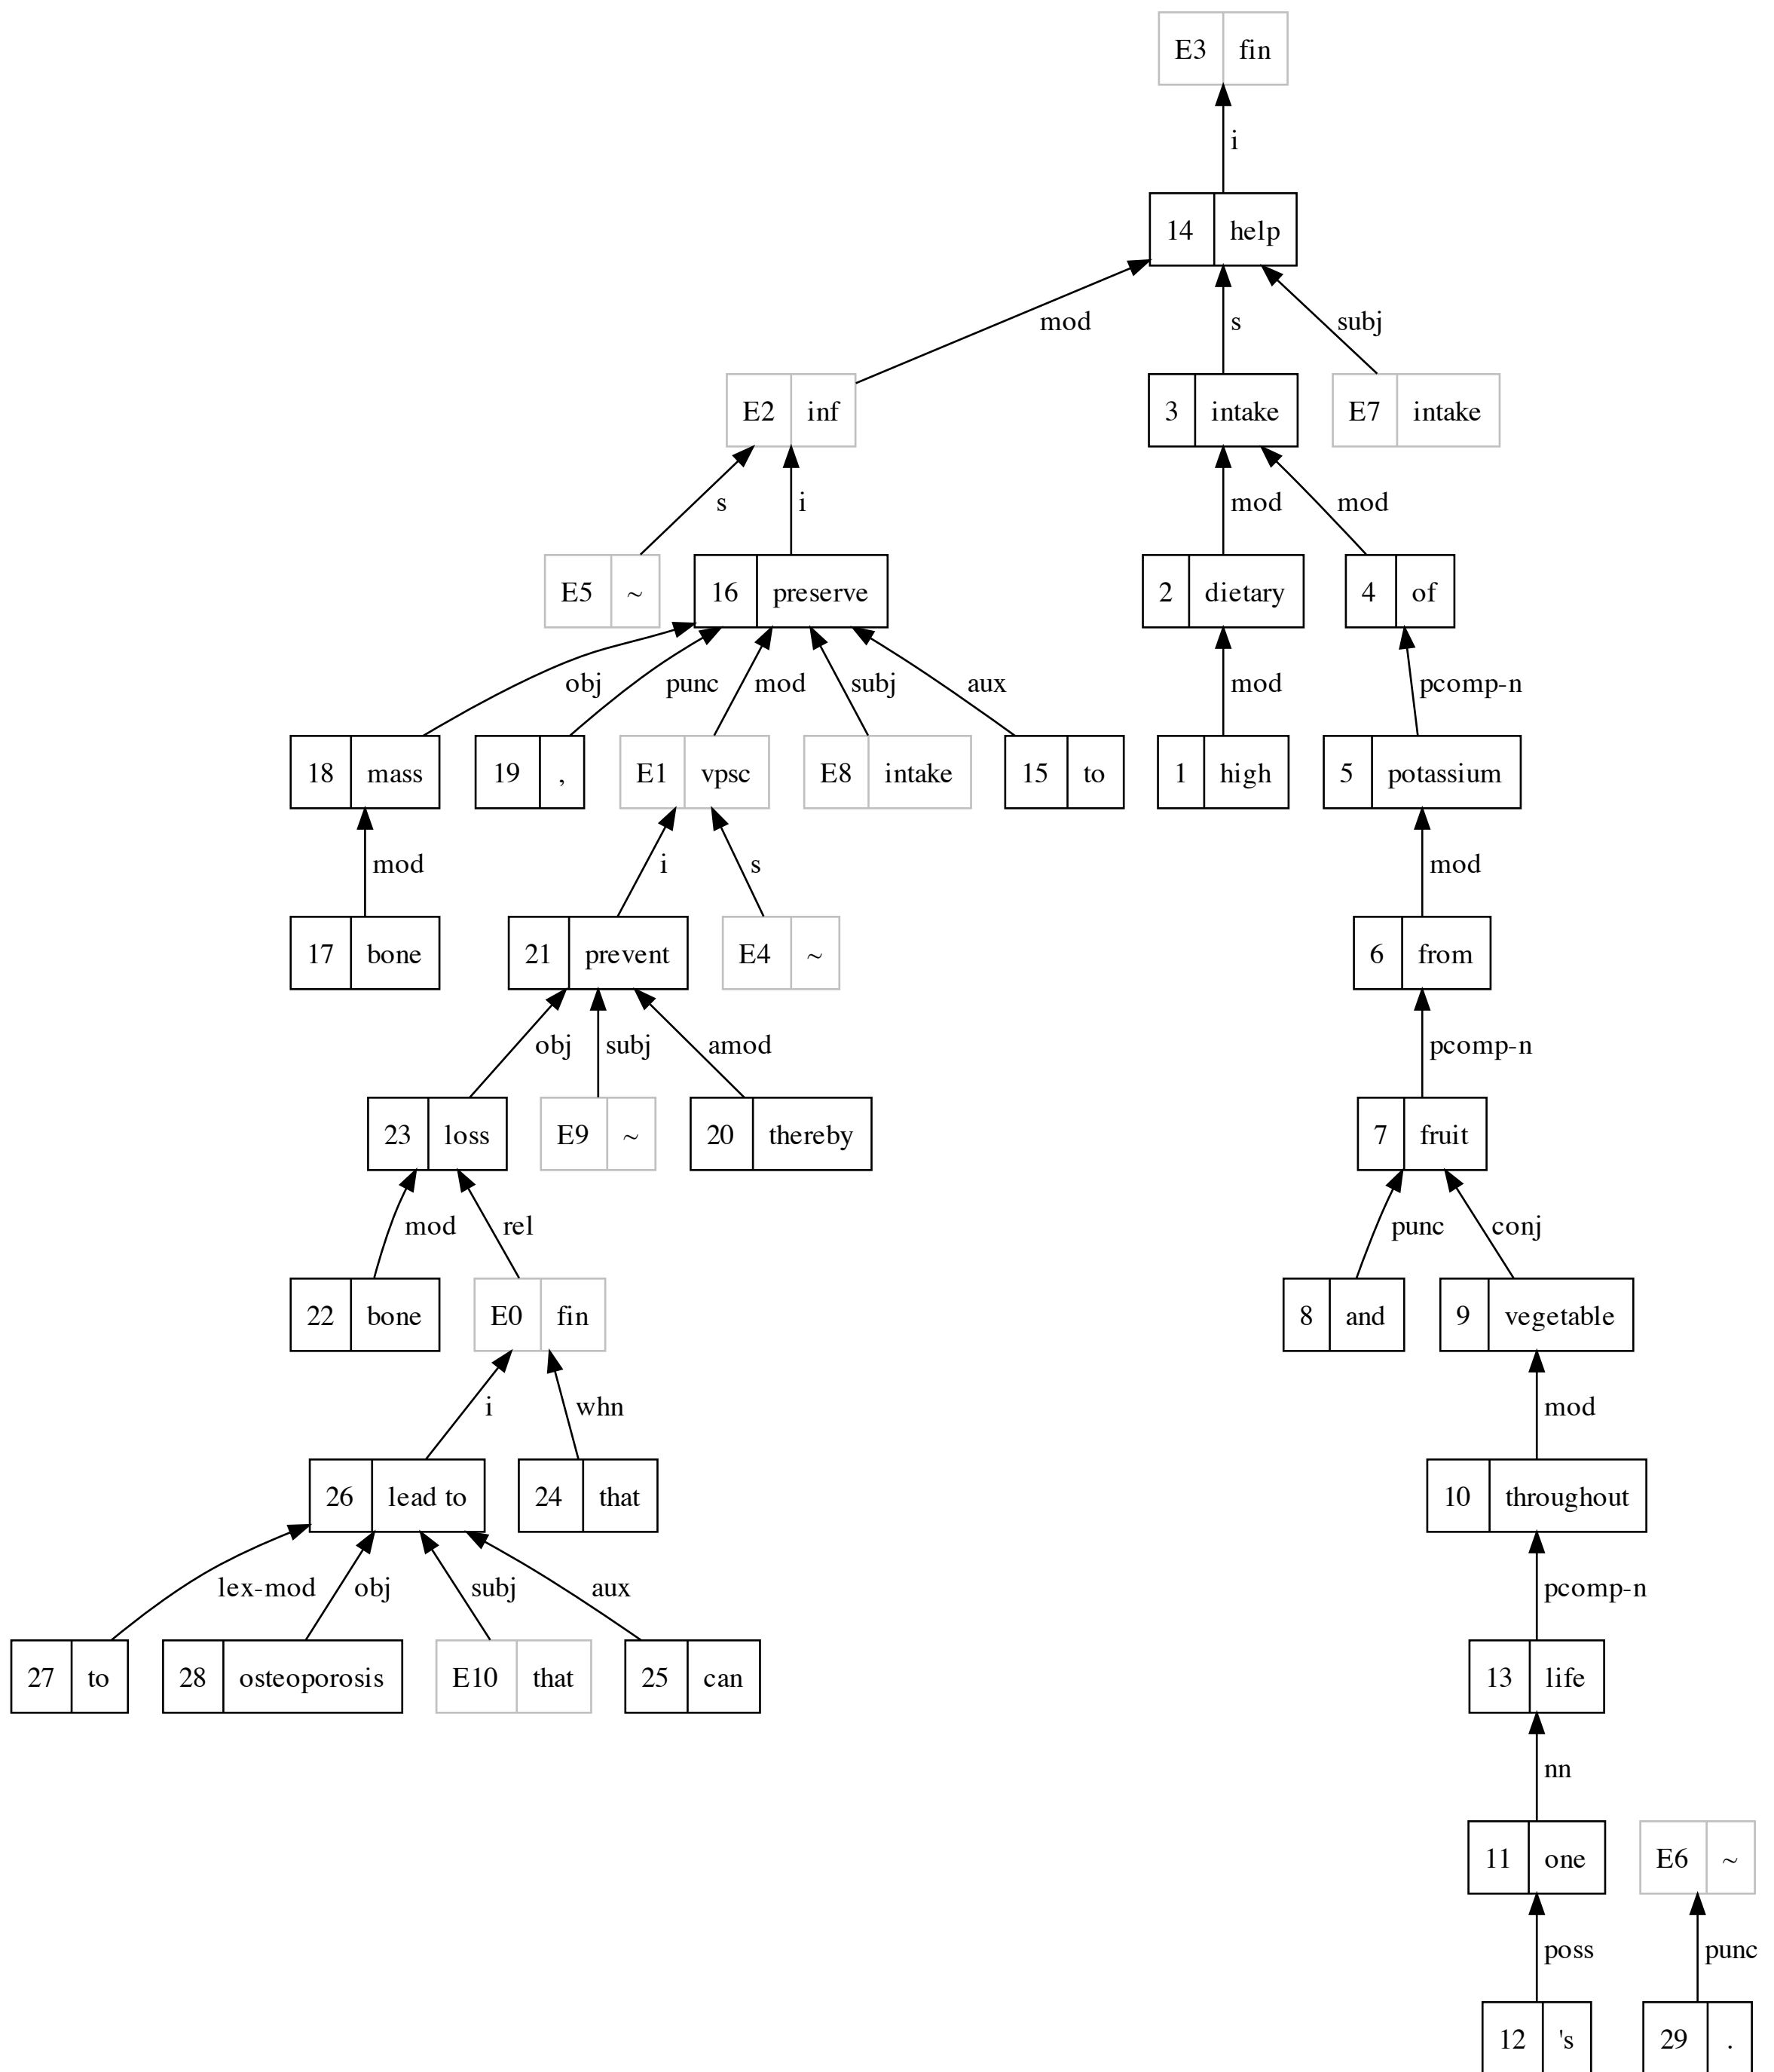 E3 fin
i
14 help
mod s subj
E2 inf 3 intake E7 intake
s i mod mod
E5 ~ 16 preserve 2 dietary 4 of
obj punc mod subj aux mod pcomp-n
18 mass 19 , E1 vpsc E8 intake 15 to 1 high 5 potassium
mod i s mod
17 bone 21 prevent E4 ~ 6 from
obj subj amod pcomp-n
23 loss E9 ~ 20 thereby 7 fruit
mod rel punc conj
22 bone E0 fin 8 and 9 vegetable
i whn mod
26 lead to 24 that 10 throughout
lex-mod obj subj aux pcomp-n
27 to 28 osteoporosis E10 that 25 can 13 life
nn
11 one E6 ~
poss punc
12 's 29 .